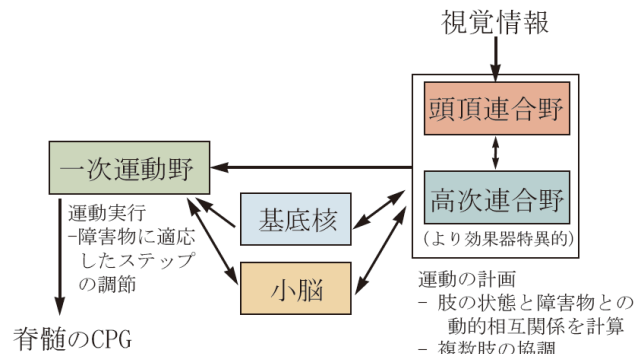 視覚情報
頭頂連合野
一次運動野
高次連合野
(より効果器特異的)
運動実行
-障害物に適応
したステップ
の調節
基底核
小脳
運動の計画
- 肢の状態と障害物との
動的相互関係を計算
- 複数肢の協調
脊髄のCPG